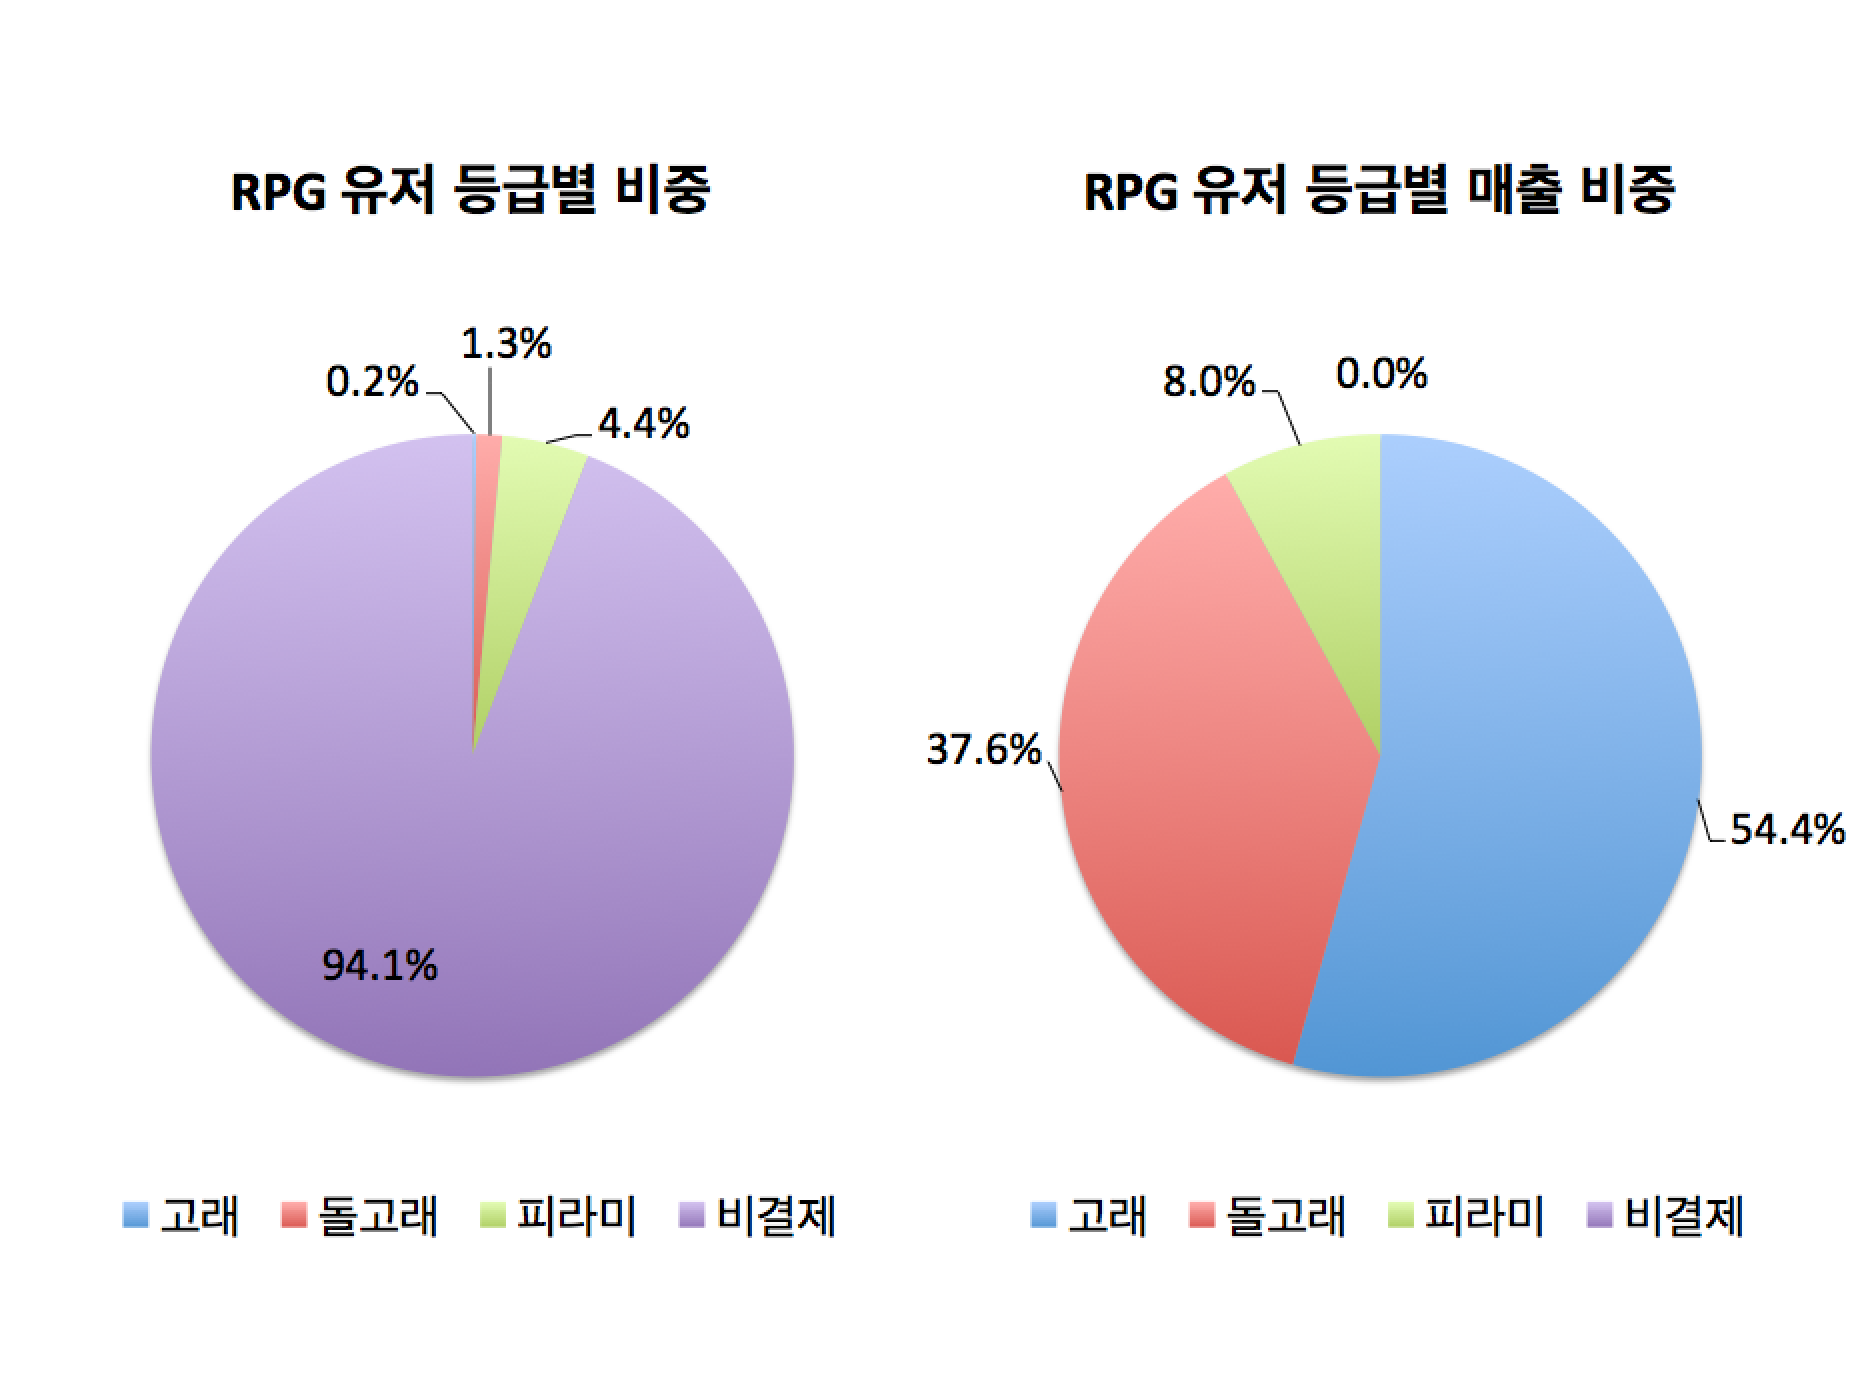 RPG 유저 등급별 비중
0.2%
1.3%
4.4%
94.1%
고래 돌고래 피라미 비결제
RPG 유저 등급별 매출 비중
8.0%
0.0%
37.6%
54.4%
고래 돌고래 피라미 비결제